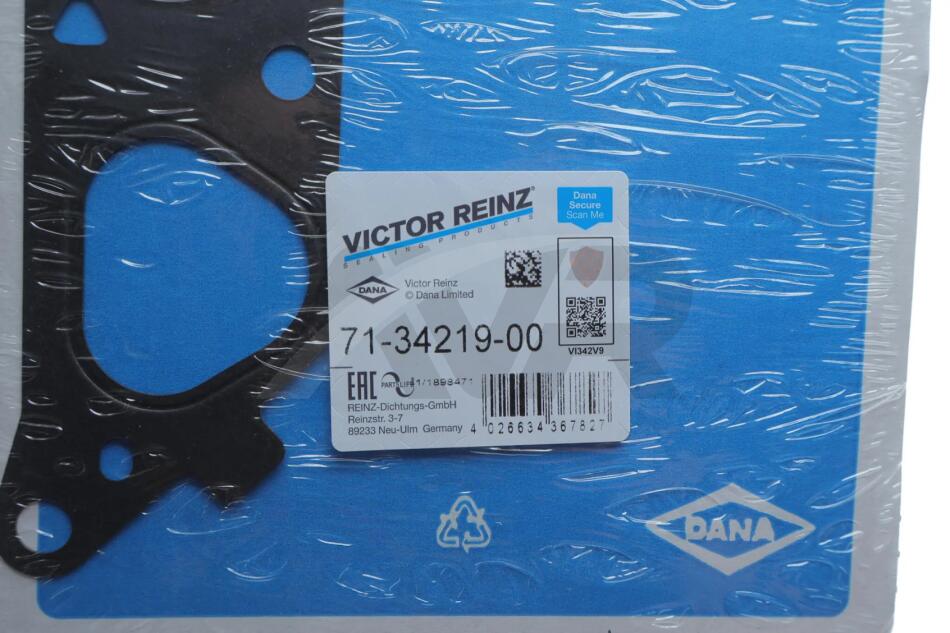 VICTOR REINZ®
SEALING PRODUCTS
Dana
Secure
Scan Me
DANA
Victor Reinz
© Dana Limited
71-34219-00
VI342V9
EAC
REINZ-Dichtungs-GmbH
Reinzstr. 3-7
89233 Neu-Ulm Germany
4 026634 367827
DANA